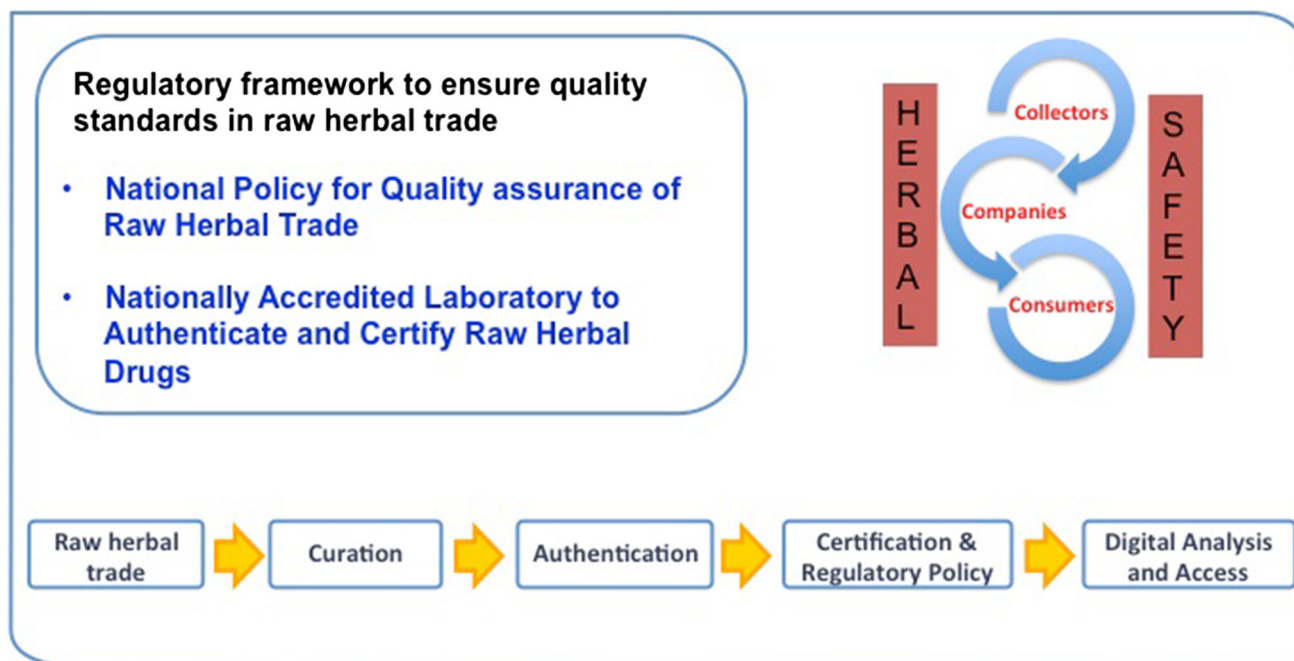 Regulatory framework to ensure quality
standards in raw herbal trade
• National Policy for Quality assurance of
Raw Herbal Trade
• Nationally Accredited Laboratory to
Authenticate and Certify Raw Herbal
Drugs
HERBAL
Collectors
Companies
Consumers
SAFETY
Raw herbal
trade
Curation
Authentication
Certification &
Regulatory Policy
Digital Analysis
and Access